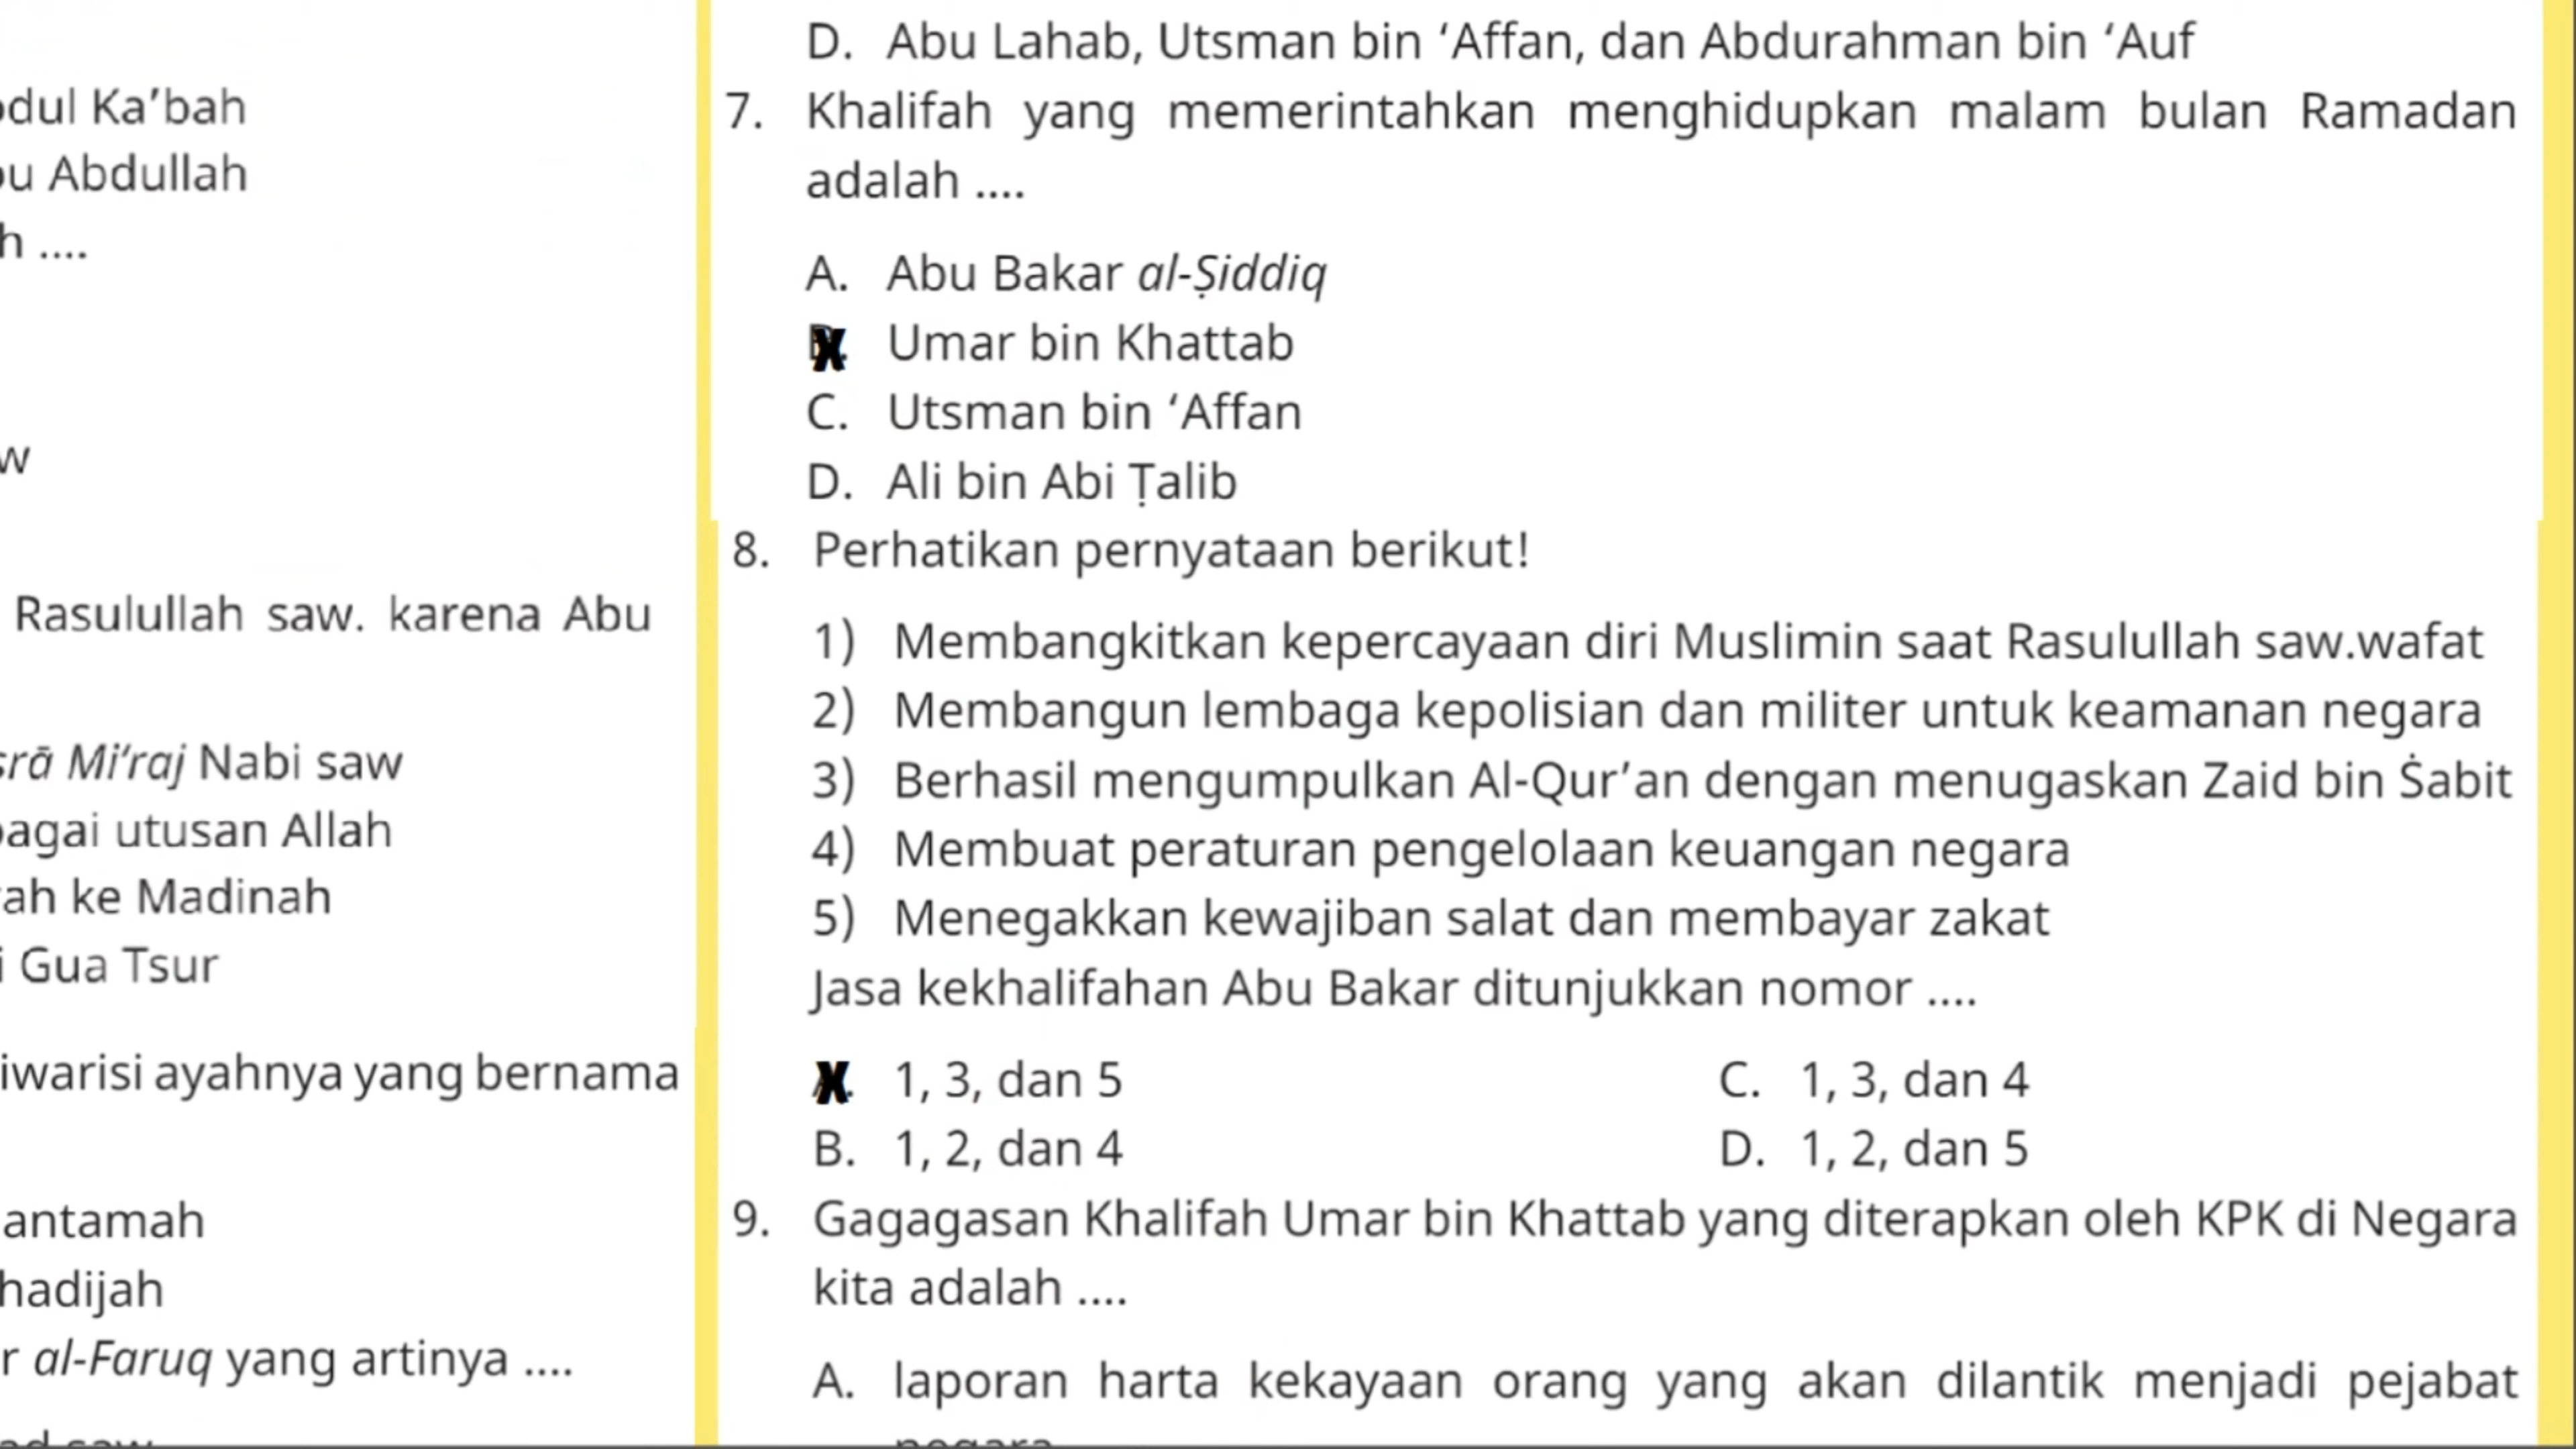 odul Ka’bah
ou Abdullah
h ....
w
Rasulullah saw. karena Abu
srā Mi’raj Nabi saw
bagai utusan Allah
rah ke Madinah
i Gua Tsur
iwarisi ayahnya yang bernama
antamah
hadijah
r al-Faruq yang artinya ....
D. Abu Lahab, Utsman bin ‘Affan, dan Abdurahman bin ‘Auf
7. Khalifah yang memerintahkan menghidupkan malam bulan Ramadan
adalah ....
A. Abu Bakar al-Ṣiddiq
X Umar bin Khattab
C. Utsman bin ‘Affan
D. Ali bin Abi Ṭalib
8. Perhatikan pernyataan berikut!
1) Membangkitkan kepercayaan diri Muslimin saat Rasulullah saw.wafat
2) Membangun lembaga kepolisian dan militer untuk keamanan negara
3) Berhasil mengumpulkan Al-Qur’an dengan menugaskan Zaid bin Ṡabit
4) Membuat peraturan pengelolaan keuangan negara
5) Menegakkan kewajiban salat dan membayar zakat
Jasa kekhalifahan Abu Bakar ditunjukkan nomor ....
X 1, 3, dan 5
C. 1, 3, dan 4
B. 1, 2, dan 4
D. 1, 2, dan 5
9. Gagagasan Khalifah Umar bin Khattab yang diterapkan oleh KPK di Negara
kita adalah ....
A. laporan harta kekayaan orang yang akan dilantik menjadi pejabat